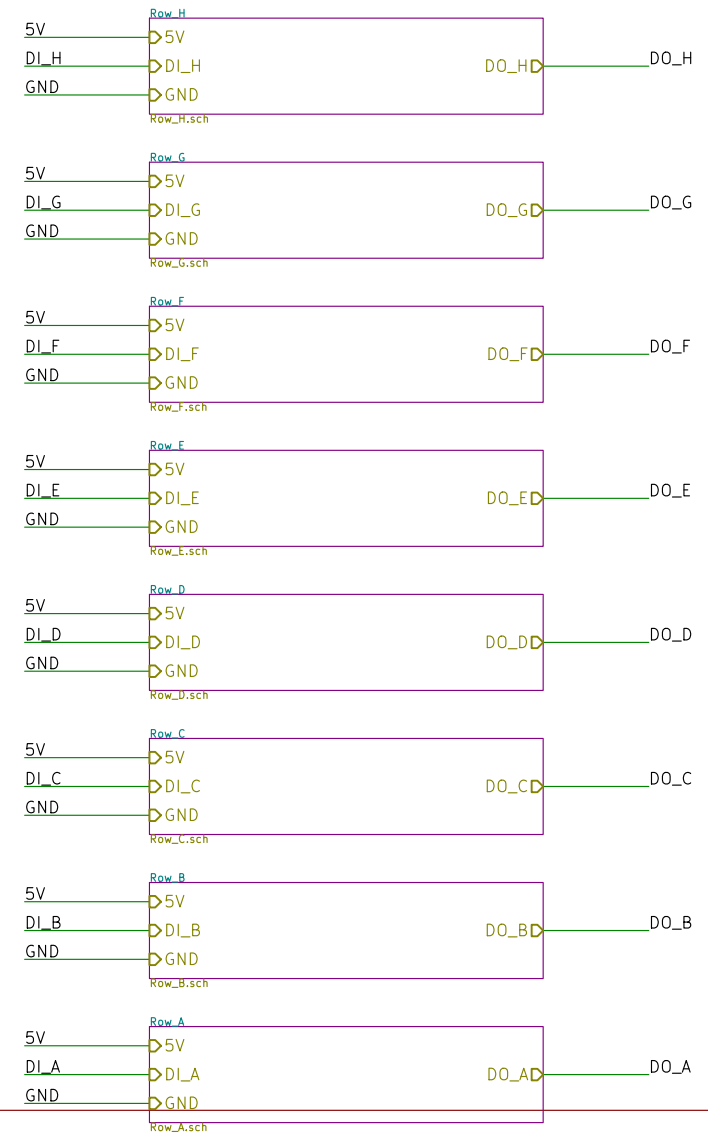 Row_H
5V 5V
DI_H DI_H DO_H DO_H
GND GND
Row_H.sch
Row_G
5V 5V
DI_G DI_G DO_G DO_G
GND GND
Row_G.sch
Row_F
5V 5V
DI_F DI_F DO_F DO_F
GND GND
Row_F.sch
Row_E
5V 5V
DI_E DI_E DO_E DO_E
GND GND
Row_E.sch
Row_D
5V 5V
DI_D DI_D DO_D DO_D
GND GND
Row_D.sch
Row_C
5V 5V
DI_C DI_C DO_C DO_C
GND GND
Row_C.sch
Row_B
5V 5V
DI_B DI_B DO_B DO_B
GND GND
Row_B.sch
Row_A
5V 5V
DI_A DI_A DO_A DO_A
GND GND
Row_A.sch